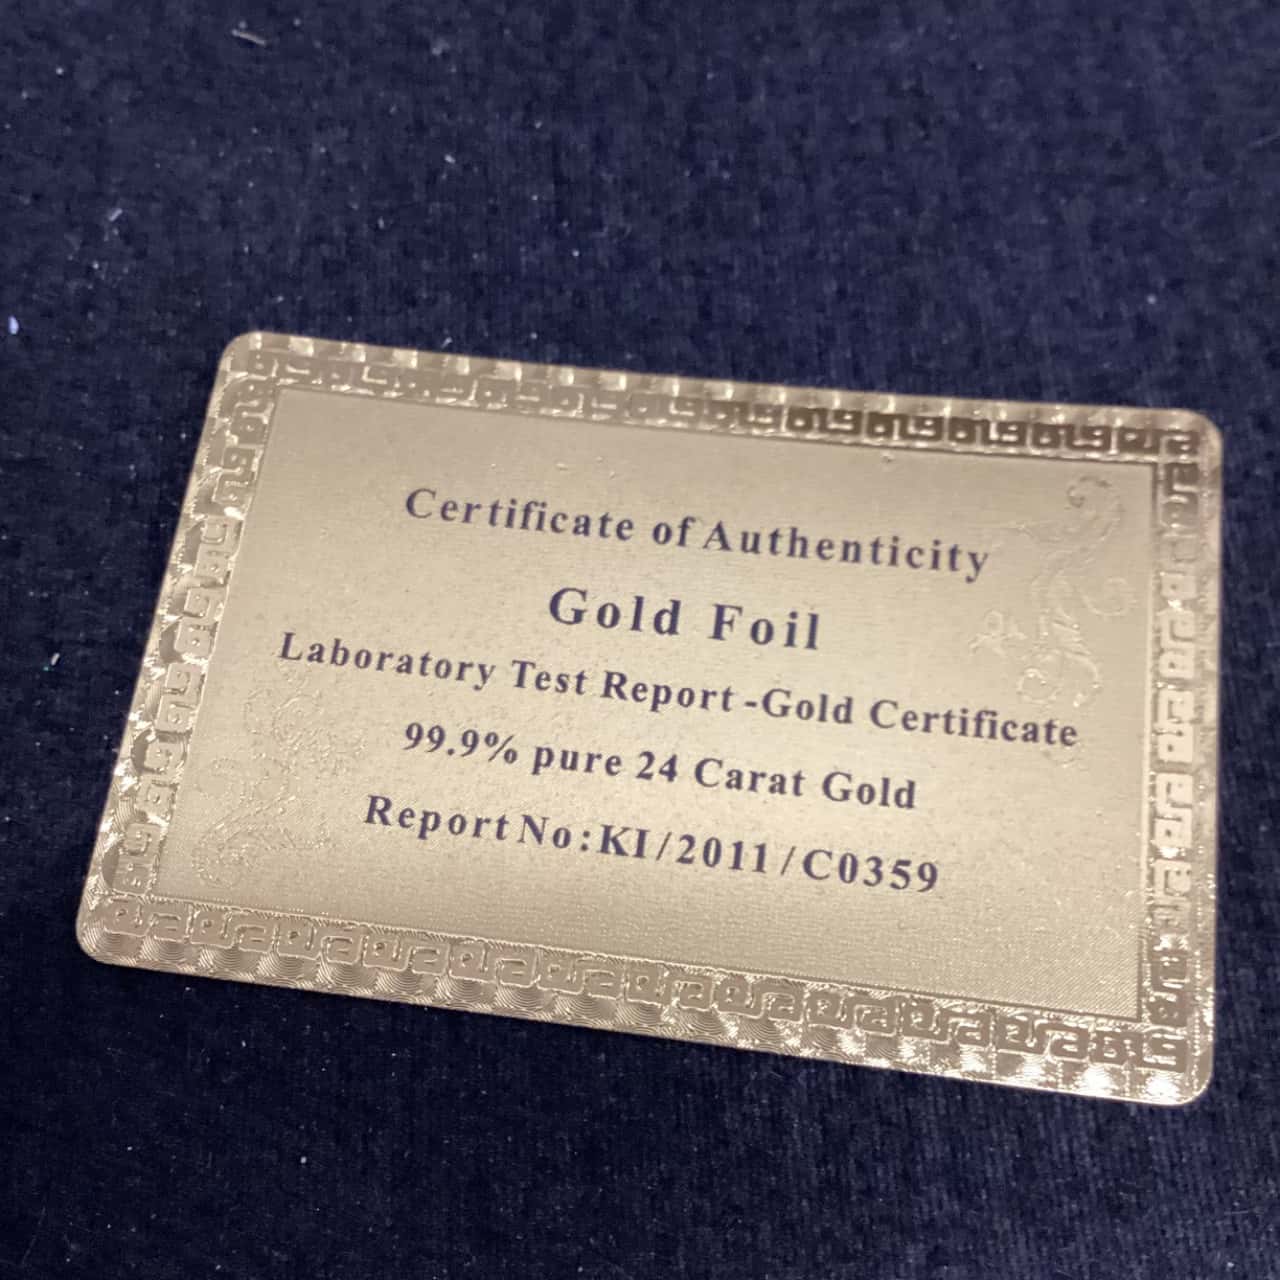 Certificate of Authenticity
Gold Foil
Laboratory Test Report -Gold Certificate
99.9% pure 24 Carat Gold
Report No:KI/2011/C0359